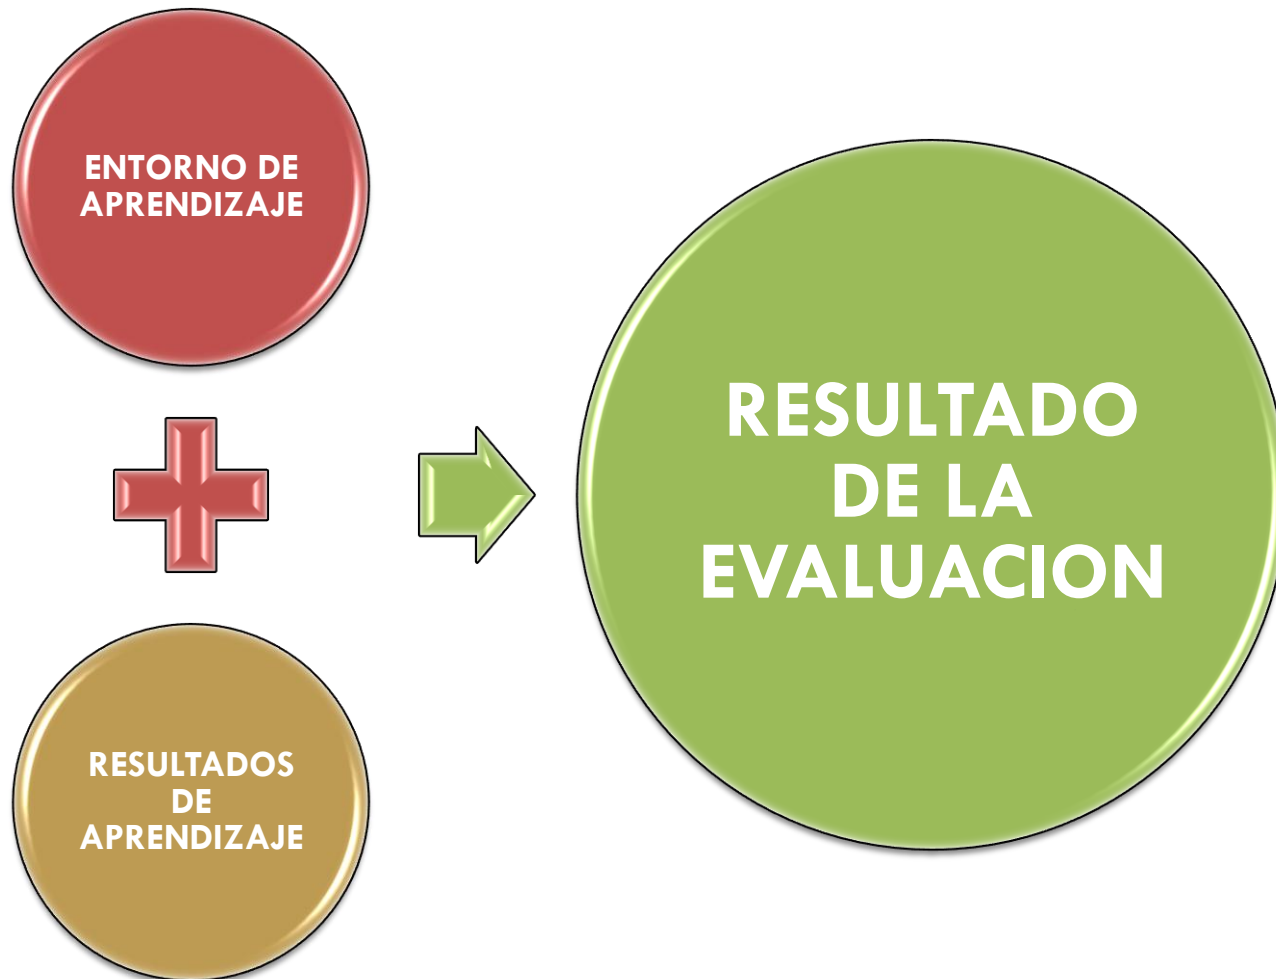 ENTORNO DE
APRENDIZAJE
RESULTADOS
DE
APRENDIZAJE
RESULTADO
DE LA
EVALUACION